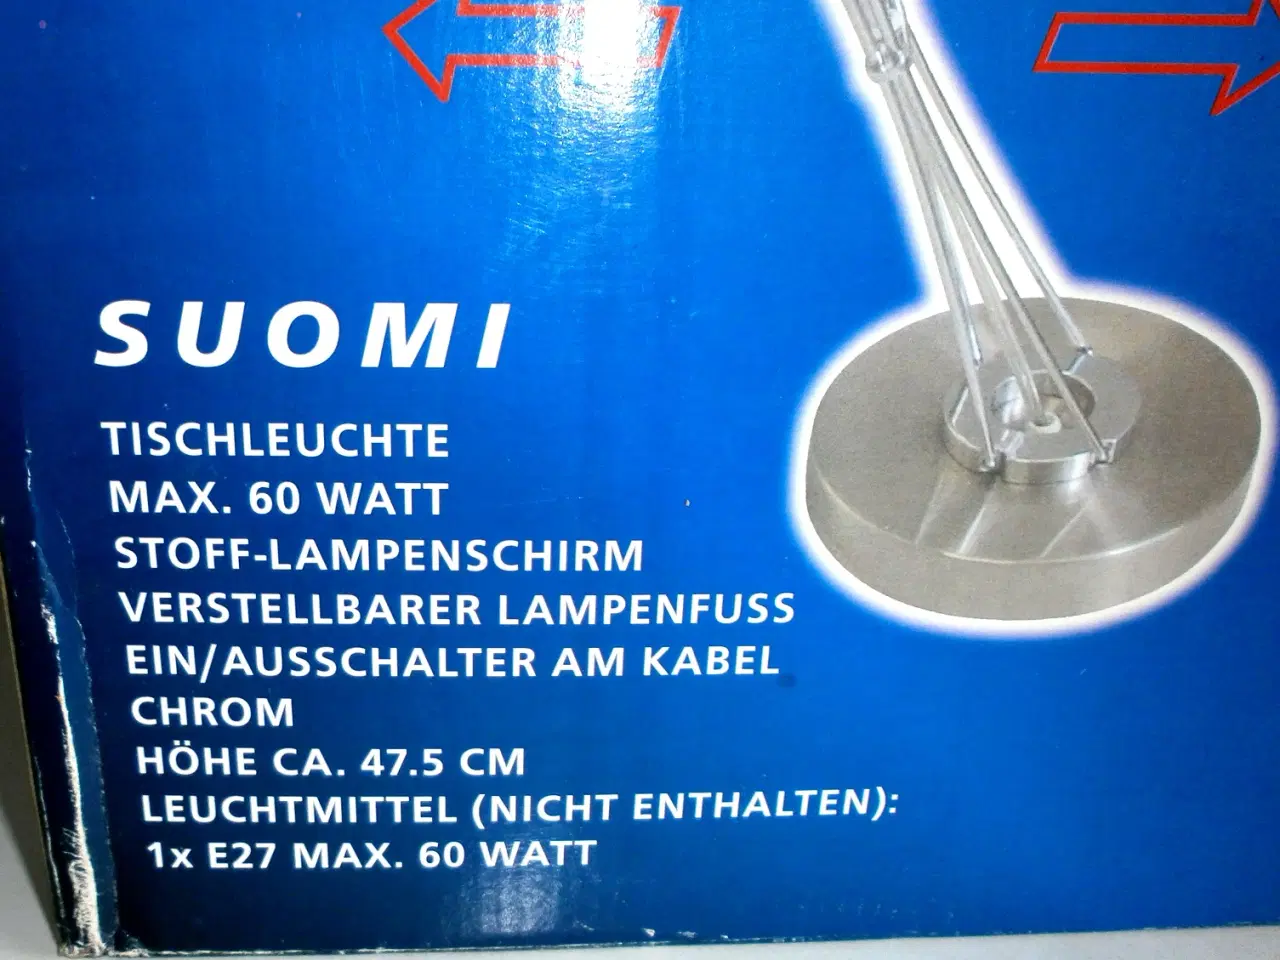 SUOMI
TISCHLEUCHTE
MAX. 60 WATT
STOFF-LAMPENSCHIRM
VERSTELLBARER LAMPENFUSS
EIN/AUSSCHALTER AM KABEL
CHROM
HÖHE CA. 47.5 CM
LEUCHTMITTEL (NICHT ENTHALTEN):
1x E27 MAX. 60 WATT